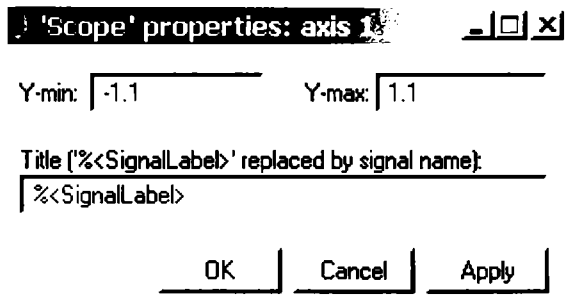 'Scope' properties: axis 1
Y-min: -1.1 Y-max: 1.1
Title ('%<SignalLabel>' replaced by signal name):
%<SignalLabel>
OK Cancel Apply